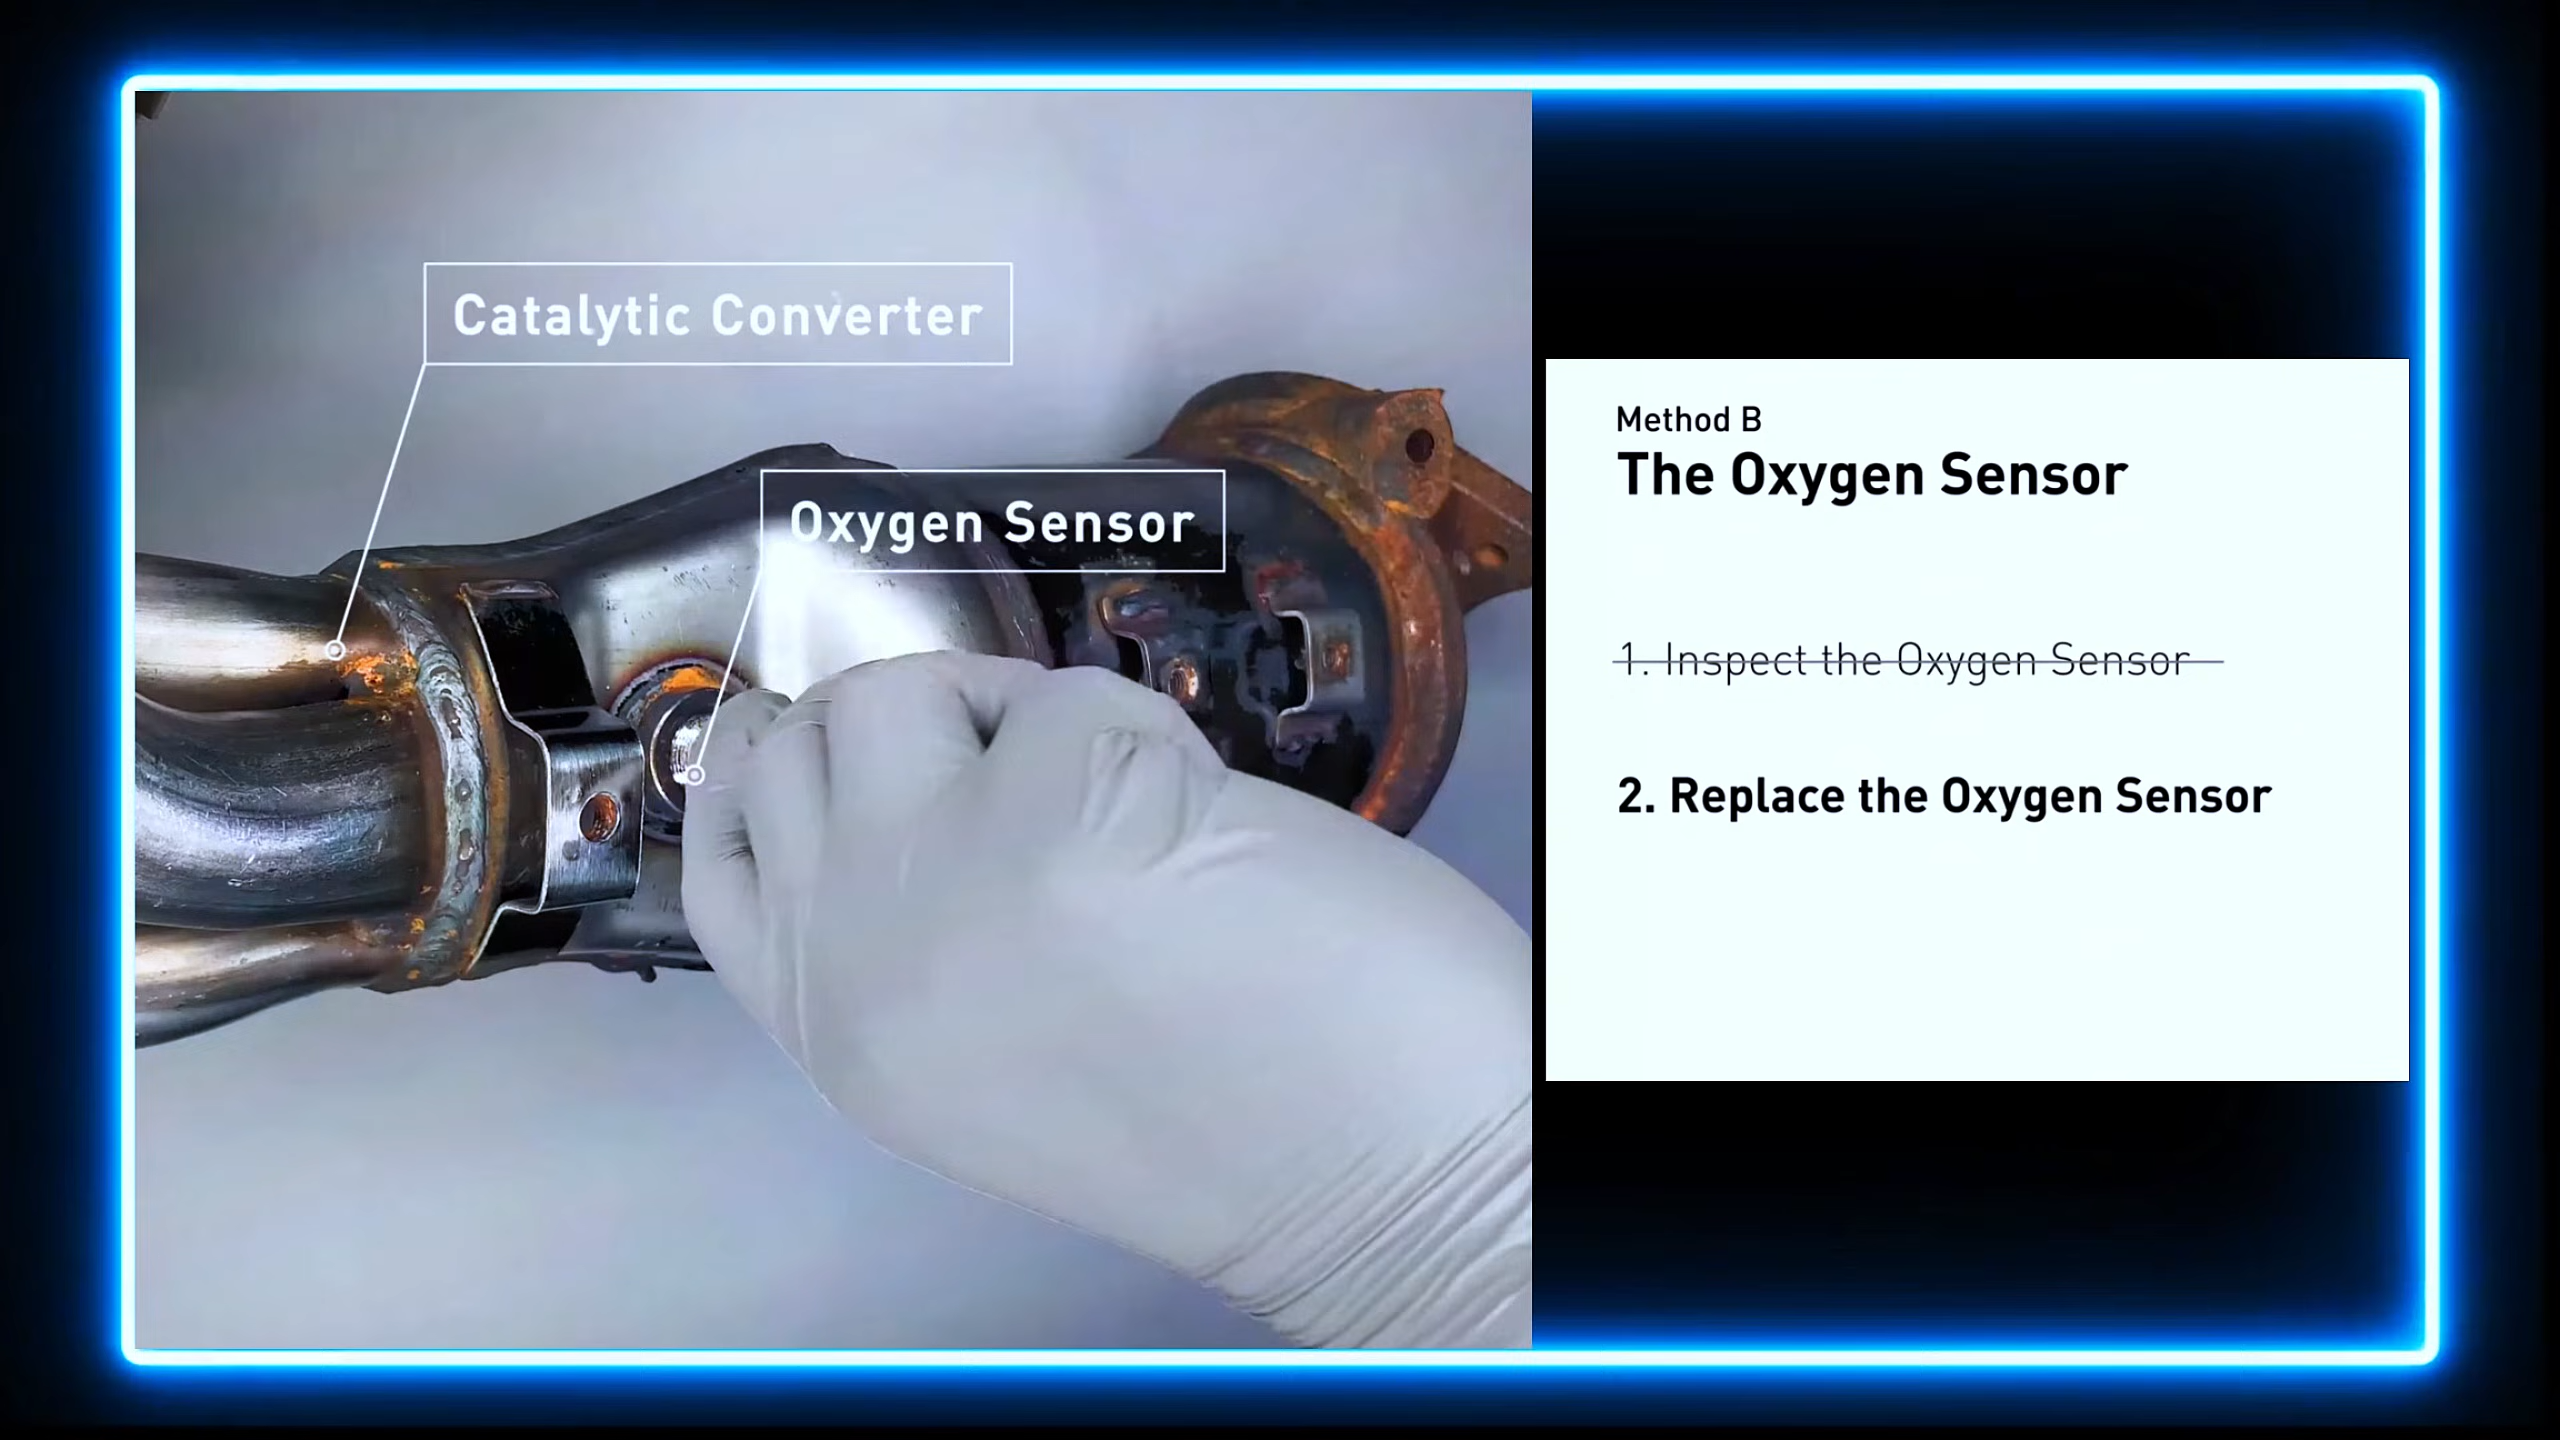 Catalytic Converter
Oxygen Sensor
Method B
The Oxygen Sensor
1. Inspect the Oxygen Sensor
2. Replace the Oxygen Sensor